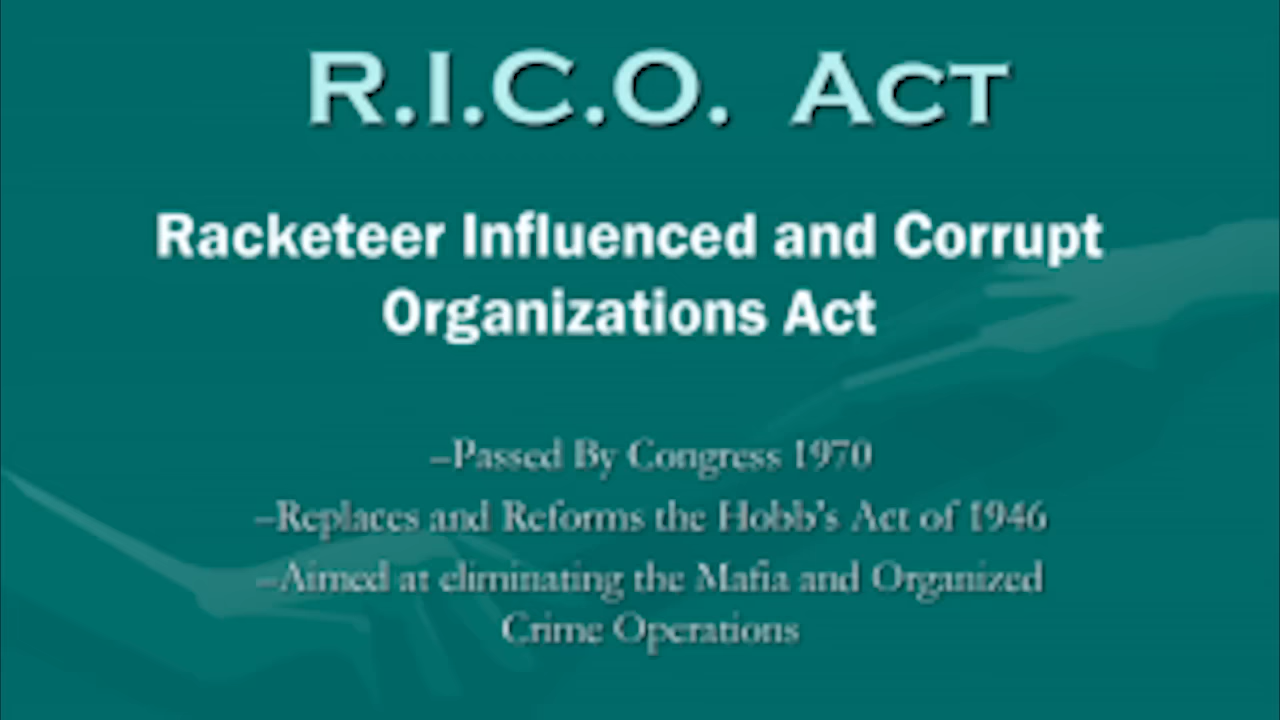 R.I.C.O. Act
Racketeer Influenced and Corrupt
Organizations Act
–Passed By Congress 1970
–Replaces and Reforms the Hobb's Act of 1946
–Aimed at eliminating the Mafia and Organized
Crime Operations